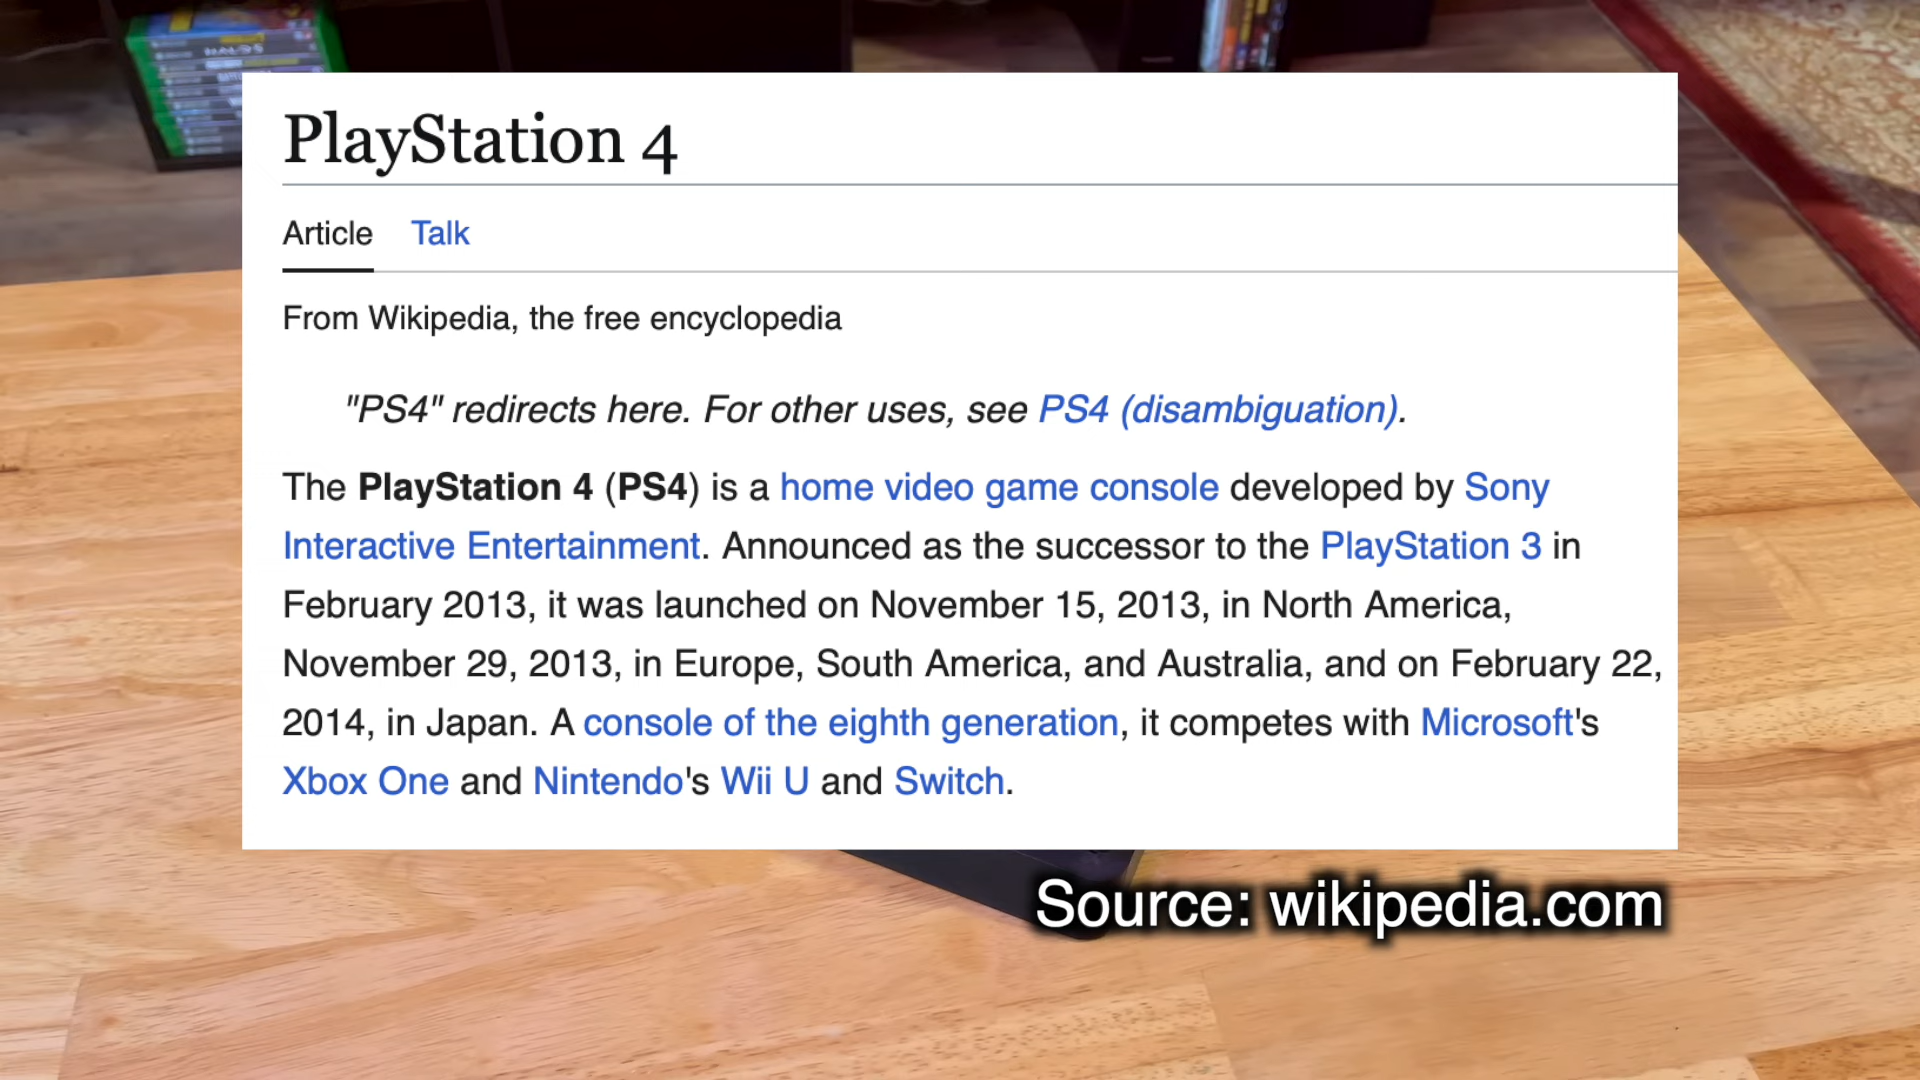 HALO 5
PlayStation 4
Article Talk
From Wikipedia, the free encyclopedia
"PS4" redirects here. For other uses, see PS4 (disambiguation).
The PlayStation 4 (PS4) is a home video game console developed by Sony
Interactive Entertainment. Announced as the successor to the PlayStation 3 in
February 2013, it was launched on November 15, 2013, in North America,
November 29, 2013, in Europe, South America, and Australia, and on February 22,
2014, in Japan. A console of the eighth generation, it competes with Microsoft's
Xbox One and Nintendo's Wii U and Switch.
Source: wikipedia.com